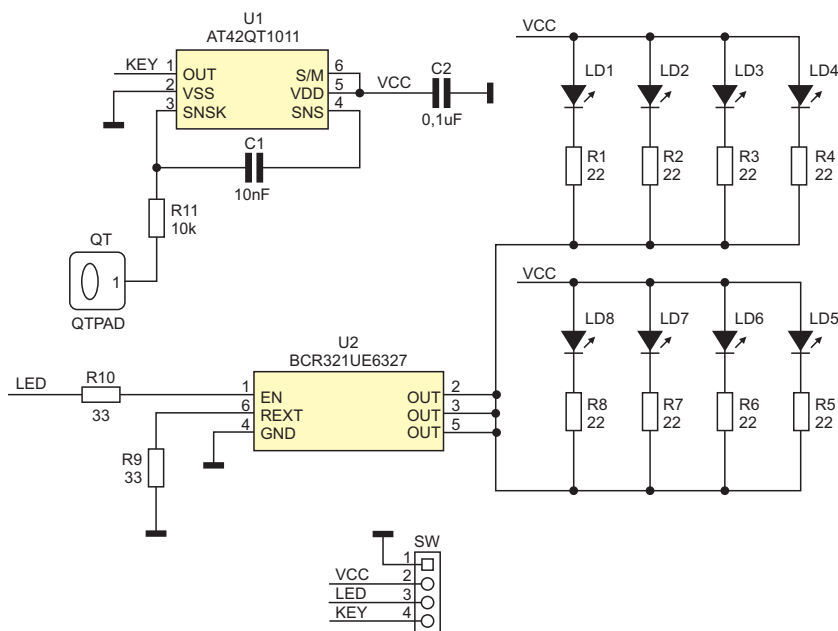 U1
AT42QT1011
KEY 1 OUT S/M 6
2 VSS VDD 5 VCC
3 SNSK SNS 4
C2
0,1uF
C1
10nF
R11
10k
QT
1
QTPAD
VCC
LD1 LD2 LD3 LD4
R1 R2 R3 R4
22 22 22 22
VCC
LD8 LD7 LD6 LD5
R8 R7 R6 R5
22 22 22 22
U2
BCR321UE6327
LED R10 1 EN OUT 2
33 6 REXT OUT 3
4 GND OUT 5
R9
33
SW
1
VCC 2
LED 3
KEY 4